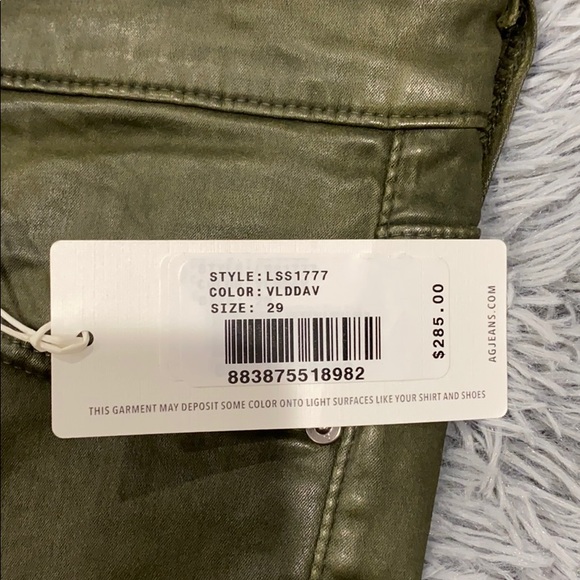 STYLE:LSS1777
COLOR:VLDDAV
SIZE: 29
883875518982
$285.00
AGJEANS.COM
THIS GARMENT MAY DEPOSIT SOME COLOR ONTO LIGHT SURFACES LIKE YOUR SHIRT AND SHOES